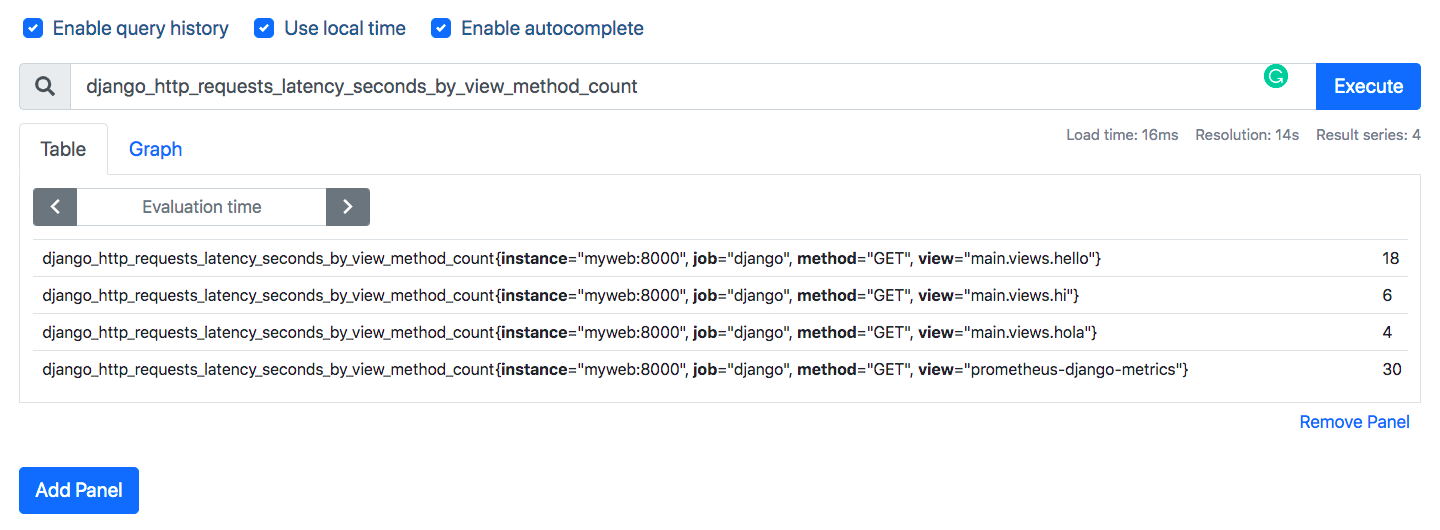 Enable query history Use local time Enable autocomplete
django_http_requests_latency_seconds_by_view_method_count Execute
Table Graph Load time: 16ms Resolution: 14s Result series: 4
Evaluation time
django_http_requests_latency_seconds_by_view_method_count{instance="myweb:8000", job="django", method="GET", view="main.views.hello"} 18
django_http_requests_latency_seconds_by_view_method_count{instance="myweb:8000", job="django", method="GET", view="main.views.hi"} 6
django_http_requests_latency_seconds_by_view_method_count{instance="myweb:8000", job="django", method="GET", view="main.views.hola"} 4
django_http_requests_latency_seconds_by_view_method_count{instance="myweb:8000", job="django", method="GET", view="prometheus-django-metrics"} 30
Remove Panel
Add Panel